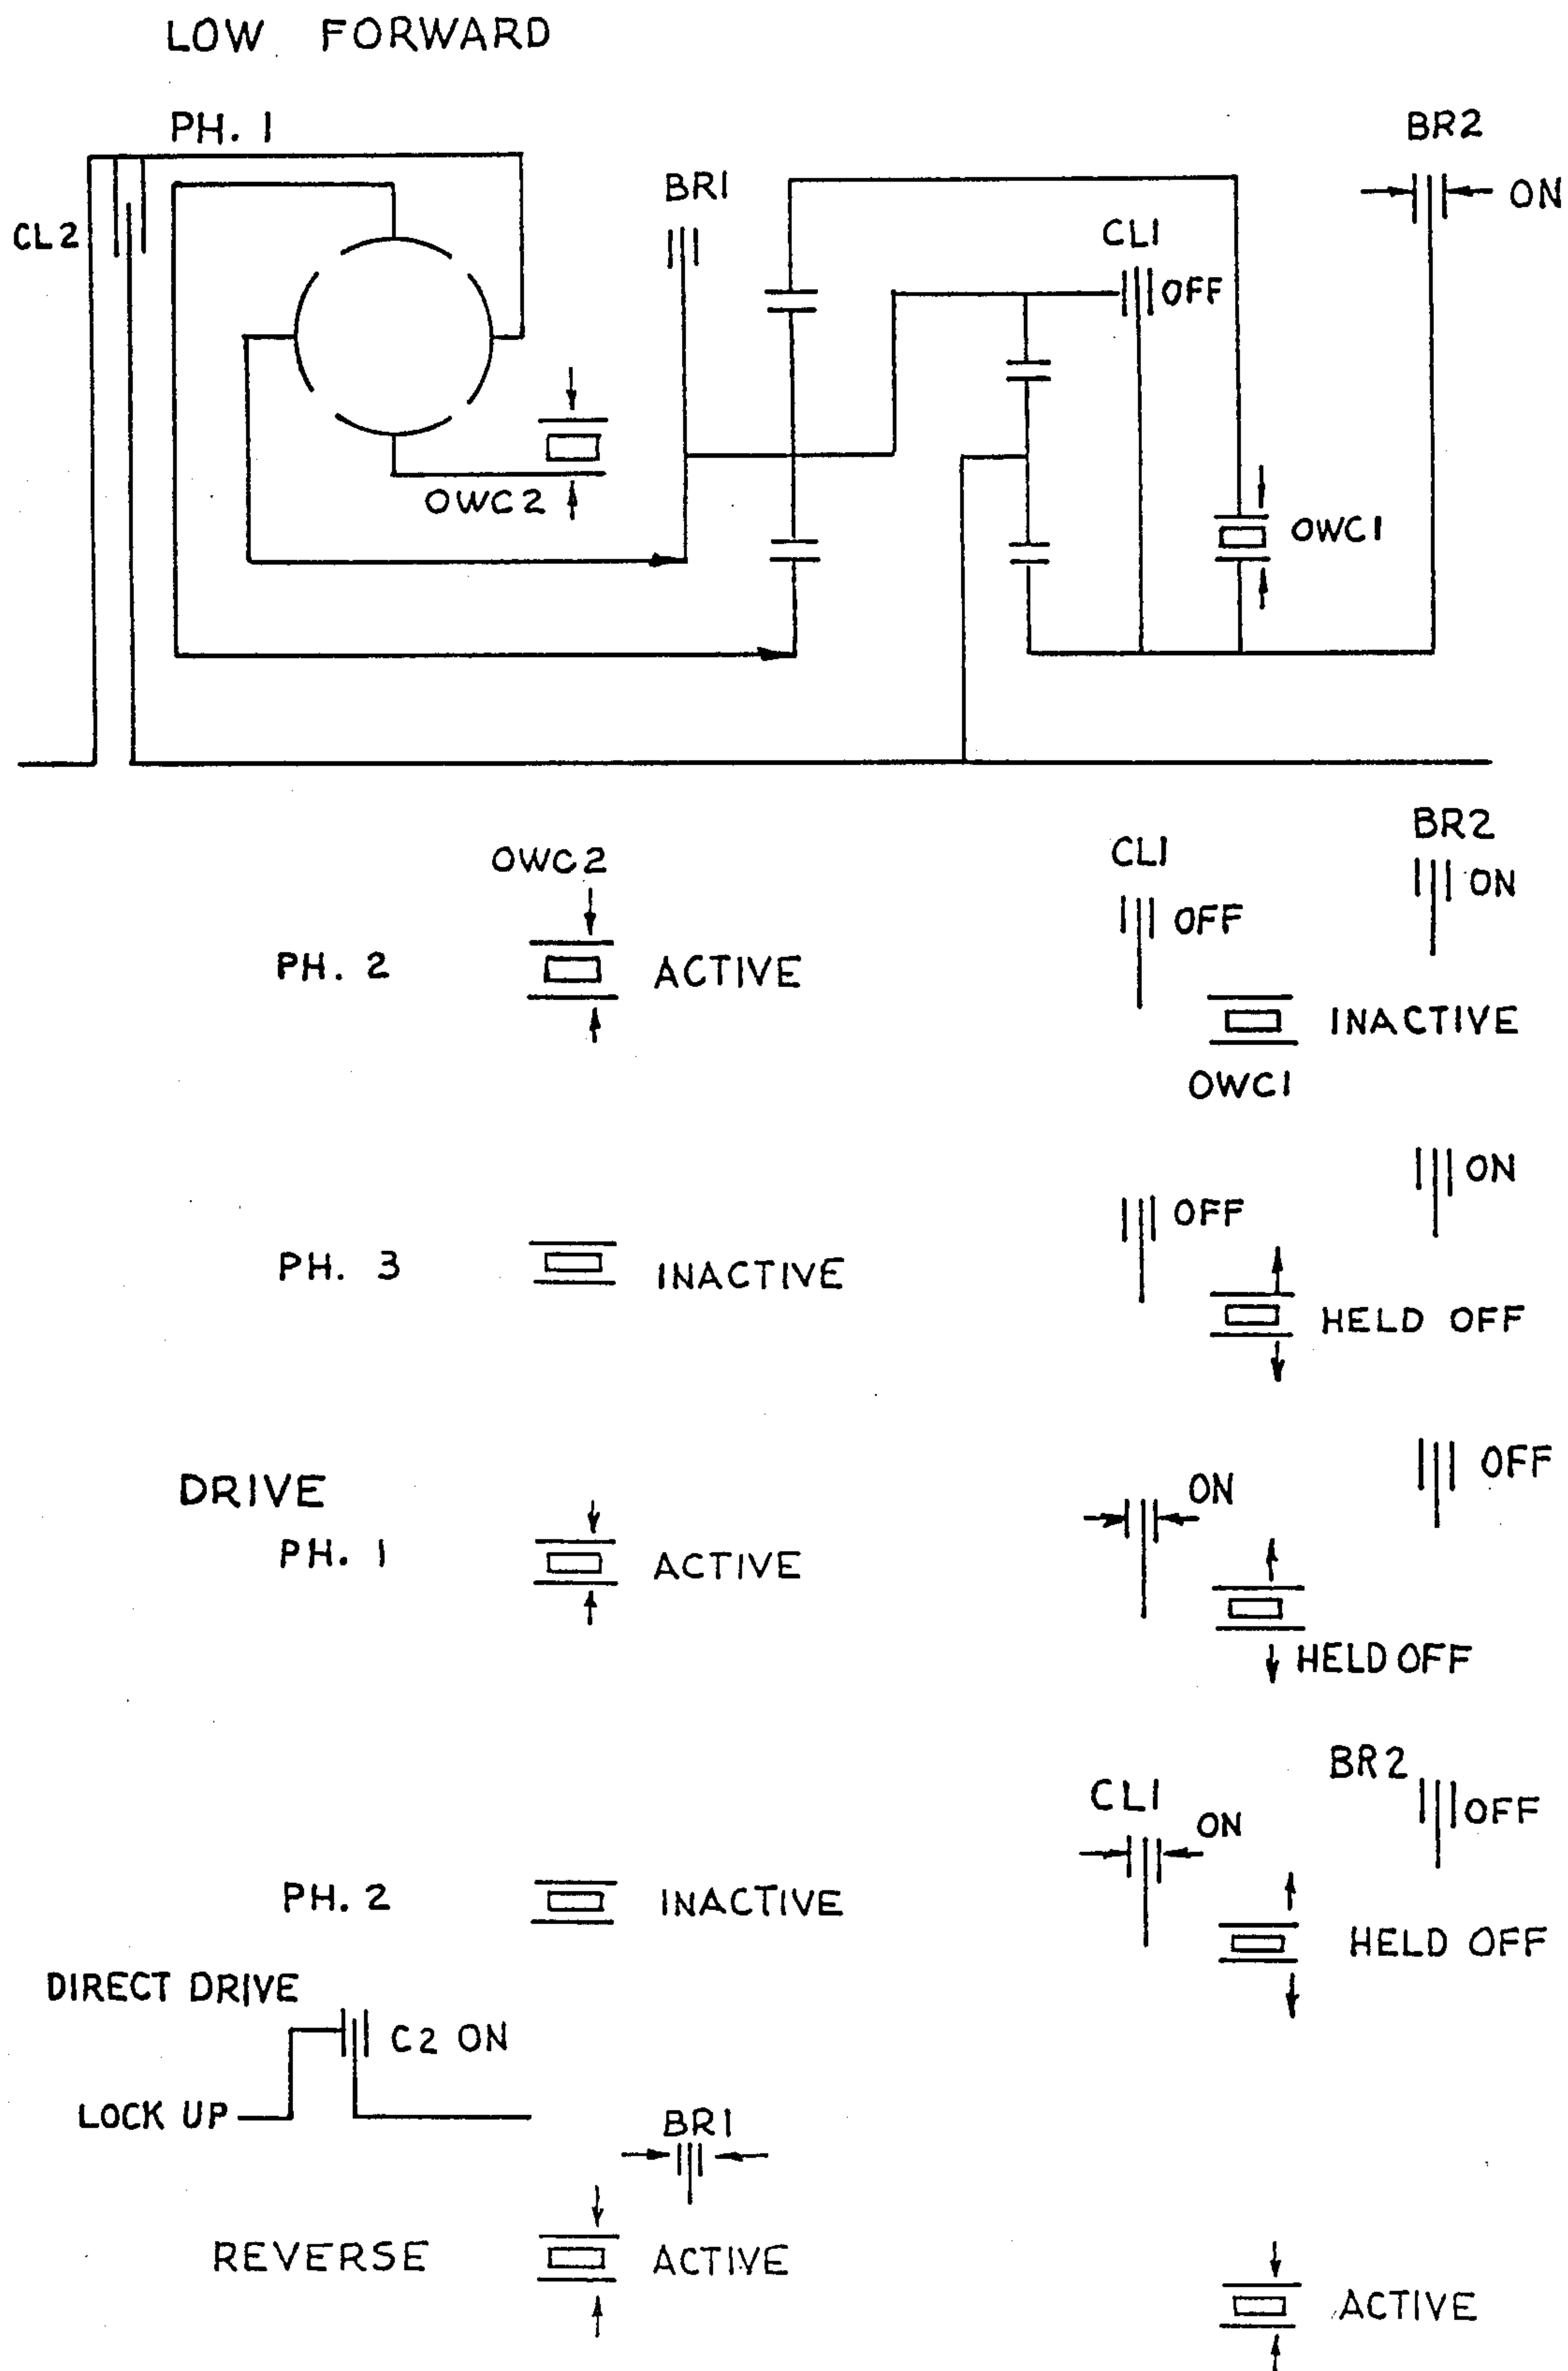 LOW FORWARD
PH. 1
BR2
BR1
ON
CL2
CL1
OFF
OWC2
OWC1
BR2
OWC2
CL1
ON
OFF
PH. 2
ACTIVE
INACTIVE
OWC1
ON
OFF
PH. 3
INACTIVE
HELD OFF
OFF
DRIVE
ON
PH. 1
ACTIVE
HELD OFF
BR2
CL1
OFF
ON
PH. 2
INACTIVE
HELD OFF
DIRECT DRIVE
C2 ON
LOCK UP
BR1
REVERSE
ACTIVE
ACTIVE